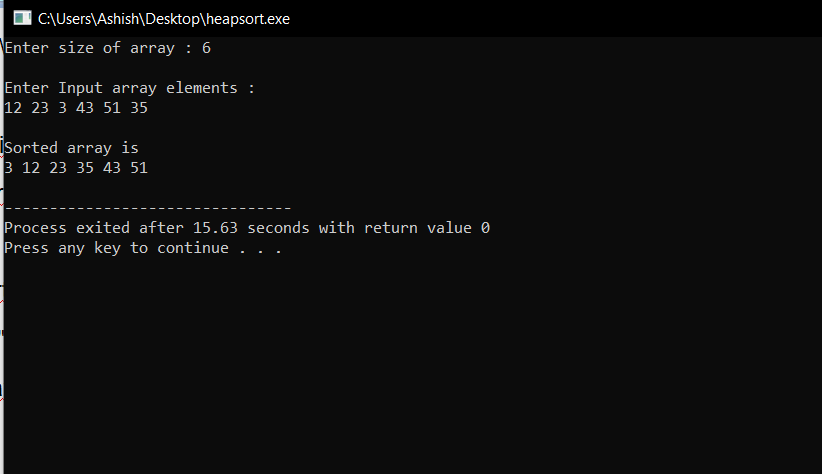 C:\Users\Ashish\Desktop\heapsort.exe
Enter size of array : 6
Enter Input array elements :
12 23 3 43 51 35
Sorted array is
3 12 23 35 43 51
--------------------------------
Process exited after 15.63 seconds with return value 0
Press any key to continue . . .